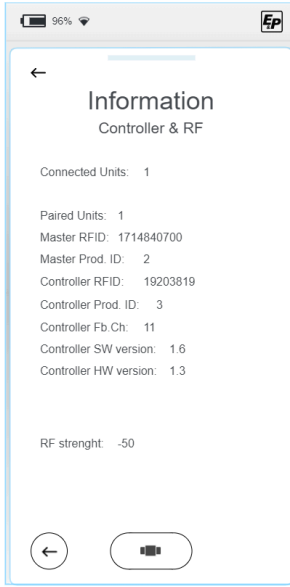 96%
E&P
Information
Controller & RF
Connected Units: 1
Paired Units: 1
Master RFID: 1714840700
Master Prod. ID: 2
Controller RFID: 19203819
Controller Prod. ID: 3
Controller Fb.Ch: 11
Controller SW version: 1.6
Controller HW version: 1.3
RF strenght: -50